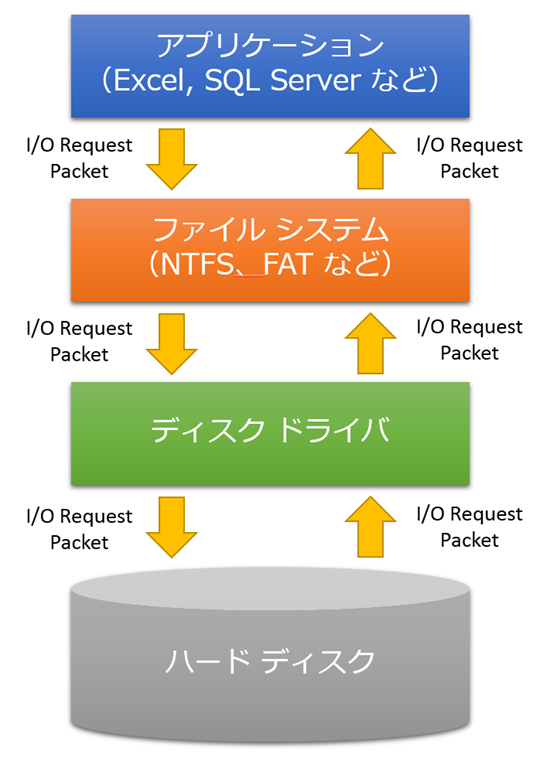 アプリケーション
（Excel, SQL Server など）
I/O Request
Packet
I/O Request
Packet
ファイル システム
（NTFS、FAT など）
I/O Request
Packet
I/O Request
Packet
ディスク ドライバ
I/O Request
Packet
I/O Request
Packet
ハード ディスク